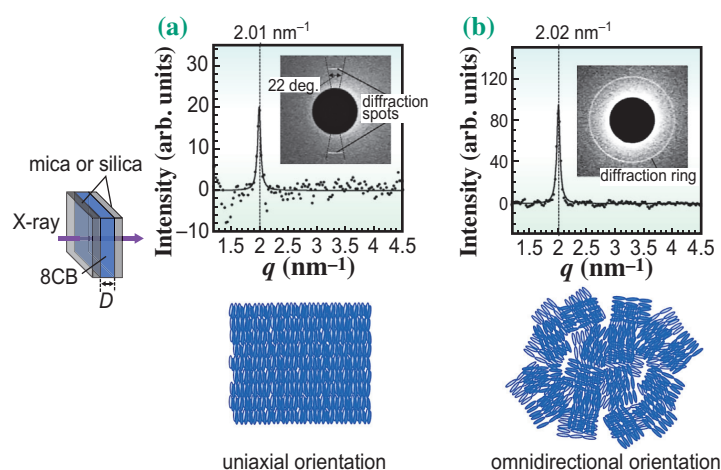 (a)
2.01 nm⁻¹
Intensity (arb. units)
30
20
10
0
−10
22 deg.
diffraction
spots
2
2.5
3
3.5
4
4.5
q (nm⁻¹)
(b)
2.02 nm⁻¹
Intensity (arb. units)
120
80
40
0
diffraction ring
1.5
2
2.5
3
3.5
4
4.5
q (nm⁻¹)
mica or silica
X-ray
8CB
D
uniaxial orientation
omnidirectional orientation